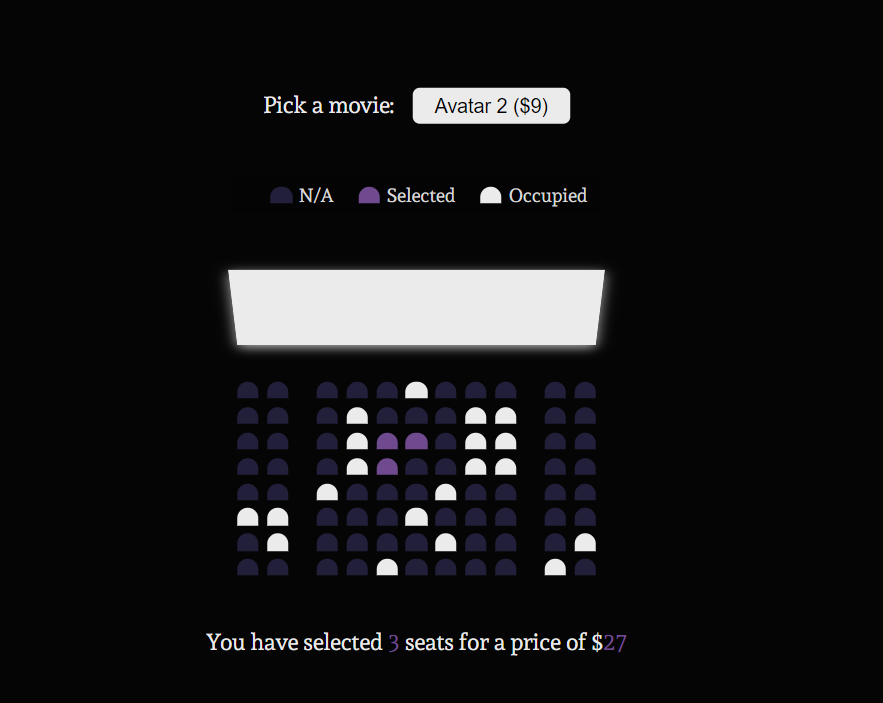 Pick a movie: Avatar 2 ($9)
N/A Selected Occupied
You have selected 3 seats for a price of $27